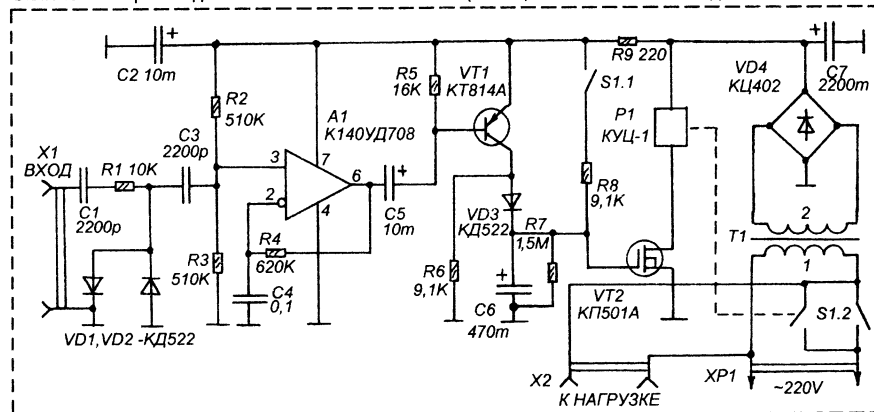 C2 10m
R2
510K
R5
16K
VT1
КТ814А
R9 220
S1.1
P1
КУЦ-1
VD4
КЦ402
C7
2200m
A1
К140УД708
X1
ВХОД
R1 10K
C3
2200p
C1
2200p
3
2
7
6
4
C5
10m
R8
9,1K
VD3
КД522
R7
1,5M
T1
2
1
R3
510K
R4
620K
C4
0,1
R6
9,1K
C6
470m
VT2
КП501А
S1.2
VD1,VD2 -КД522
X2
К НАГРУЗКЕ
XP1
~220V